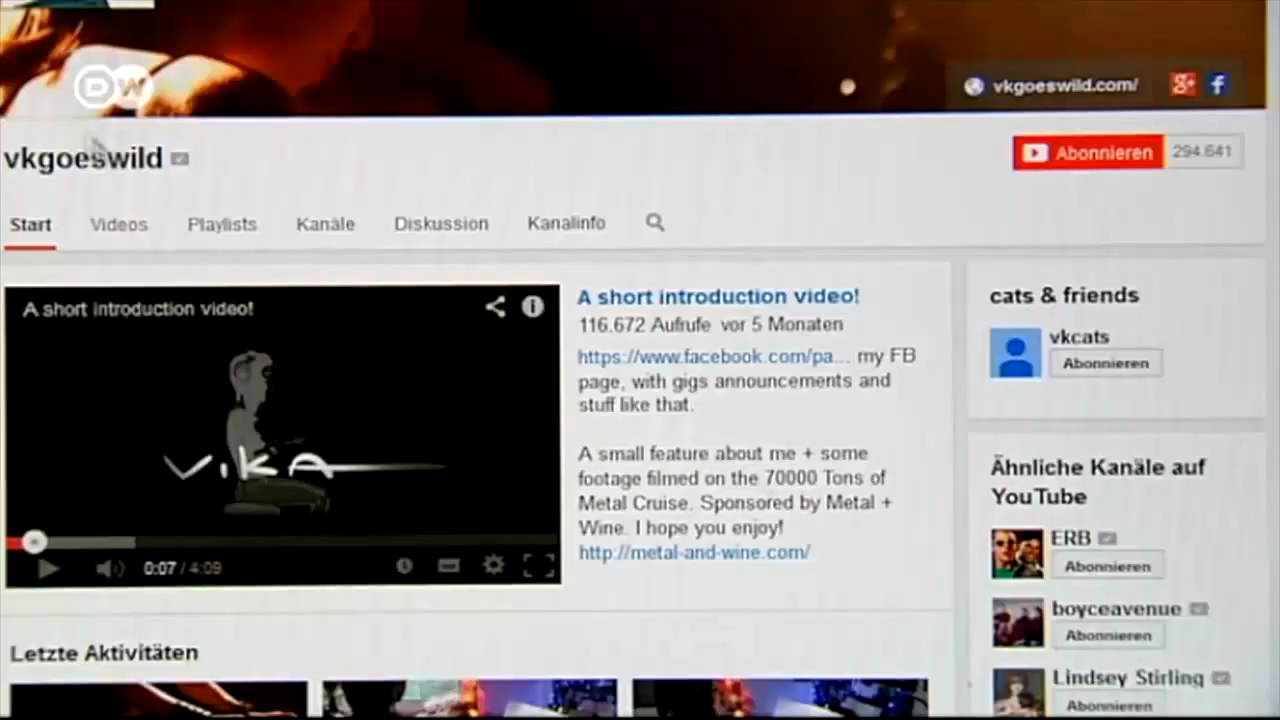 DW
vkgoeswild.com/
g+ f
vkgoeswild
Abonnieren 294.641
Start Videos Playlists Kanäle Diskussion Kanalinfo
A short introduction video!
VIKA
0:07 / 4:09
A short introduction video!
116.672 Aufrufe vor 5 Monaten
https://www.facebook.com/pa... my FB
page, with gigs announcements and
stuff like that.
A small feature about me + some
footage filmed on the 70000 Tons of
Metal Cruise. Sponsored by Metal +
Wine. I hope you enjoy!
http://metal-and-wine.com/
cats & friends
vkcats
Abonnieren
Ähnliche Kanäle auf
YouTube
ERB
Abonnieren
boyceavenue
Abonnieren
Lindsey Stirling
Abonnieren
Letzte Aktivitäten